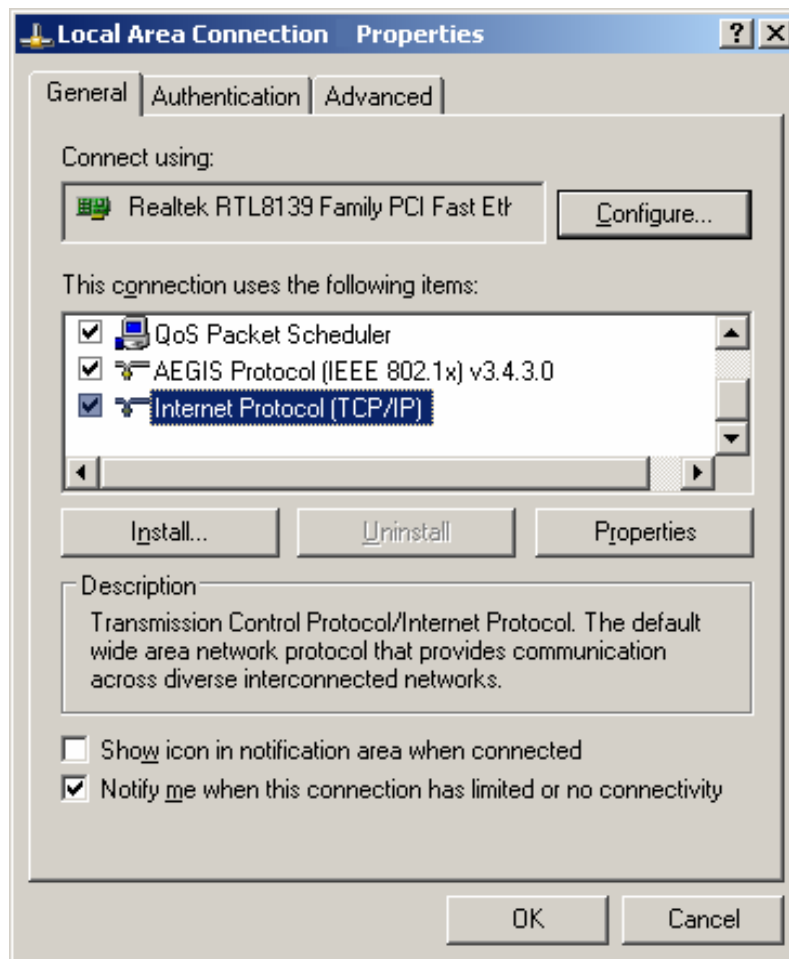 Local Area Connection Properties
General Authentication Advanced
Connect using:
Realtek RTL8139 Family PCI Fast Eth
Configure...
This connection uses the following items:
QoS Packet Scheduler
AEGIS Protocol (IEEE 802.1x) v3.4.3.0
Internet Protocol (TCP/IP)
Install... Uninstall Properties
Description
Transmission Control Protocol/Internet Protocol. The default
wide area network protocol that provides communication
across diverse interconnected networks.
Show icon in notification area when connected
Notify me when this connection has limited or no connectivity
OK Cancel